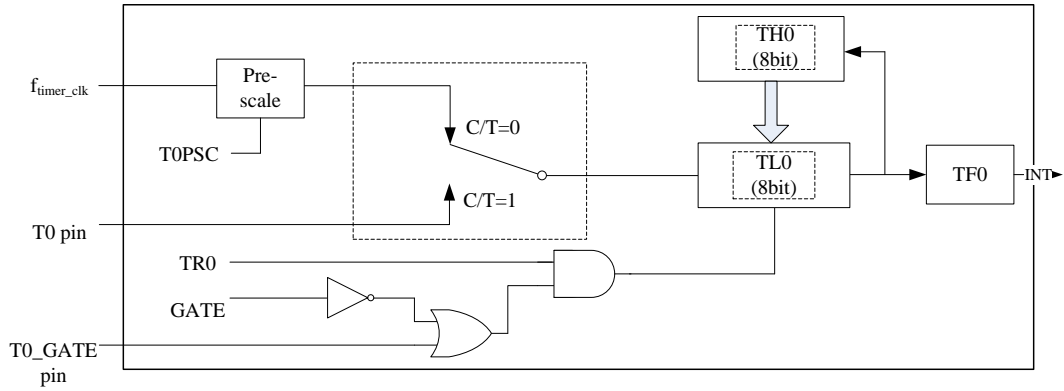 TH0
(8bit)
f_timer_clk
Pre-
scale
C/T=0
T0PSC
TL0
(8bit)
TF0
INT
C/T=1
T0 pin
TR0
GATE
T0_GATE
pin